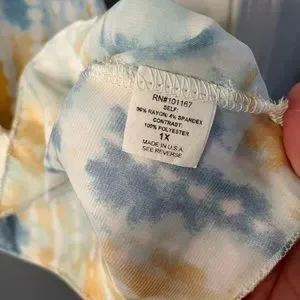 RN#101167
SELF:
96% RAYON 4% SPANDEX
CONTRAST:
100% POLYESTER
1X
MADE IN U.S.A.
SEE REVERSE